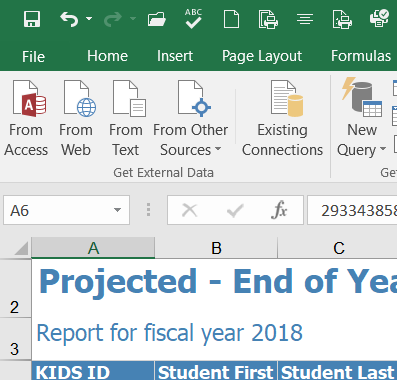 ABC
File Home Insert Page Layout Formulas
From Access
From Web
From Text
From Other Sources
Existing Connections
New Query
Get External Data
Ge
A6
fx
29334385
A B C
2
Projected - End of Yea
3
Report for fiscal year 2018
KIDS ID Student First Student Last